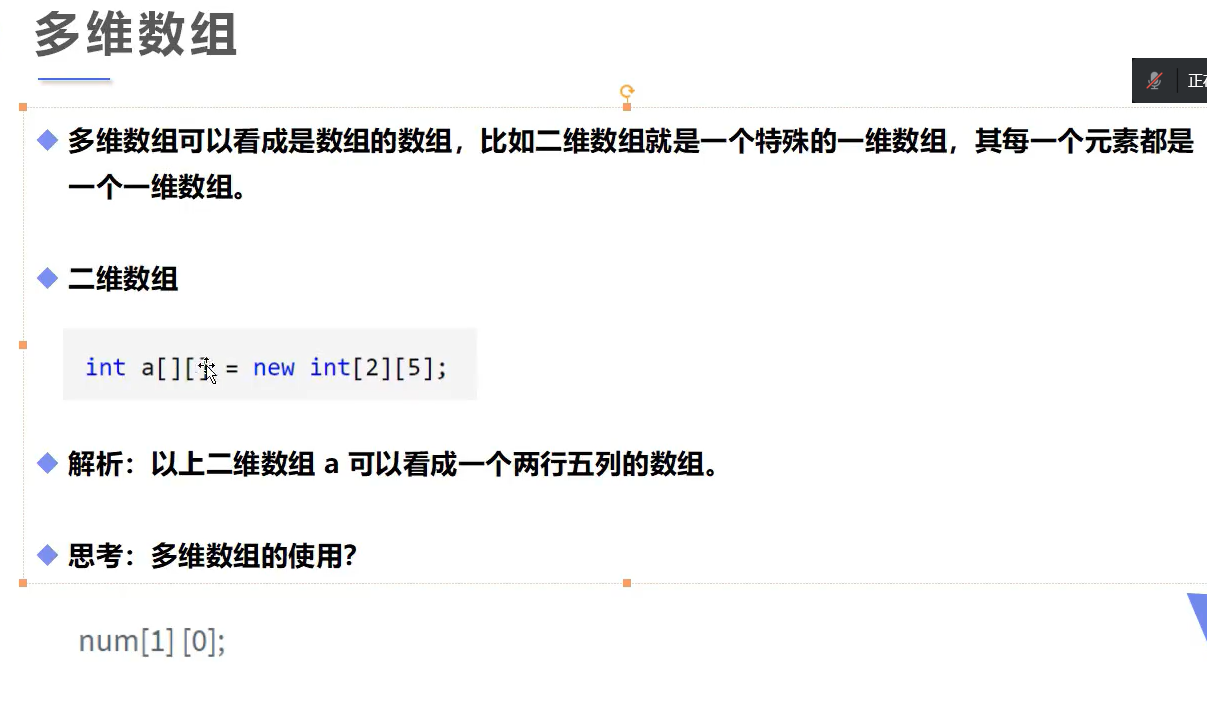 多维数组
正在
多维数组可以看成是数组的数组，比如二维数组就是一个特殊的一维数组，其每一个元素都是
一个一维数组。
二维数组
int a[][] = new int[2][5];
解析：以上二维数组 a 可以看成一个两行五列的数组。
思考：多维数组的使用？
num[1] [0];